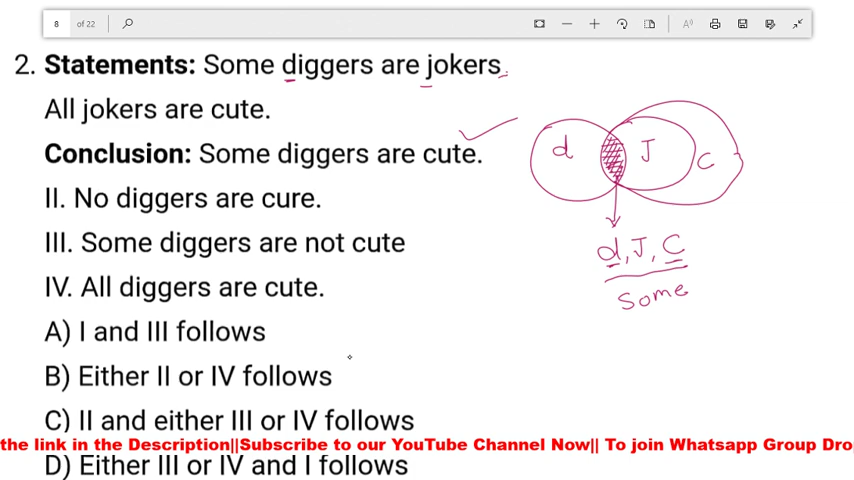 8 of 22
2. Statements: Some diggers are jokers.
All jokers are cute.
Conclusion: Some diggers are cute.
II. No diggers are cure.
III. Some diggers are not cute
IV. All diggers are cute.
A) I and III follows
B) Either II or IV follows
C) II and either III or IV follows
the link in the Description||Subscribe to our YouTube Channel Now|| To join Whatsapp Group Dro
D) Either III or IV and I follows
d J C
d, J, C
Some